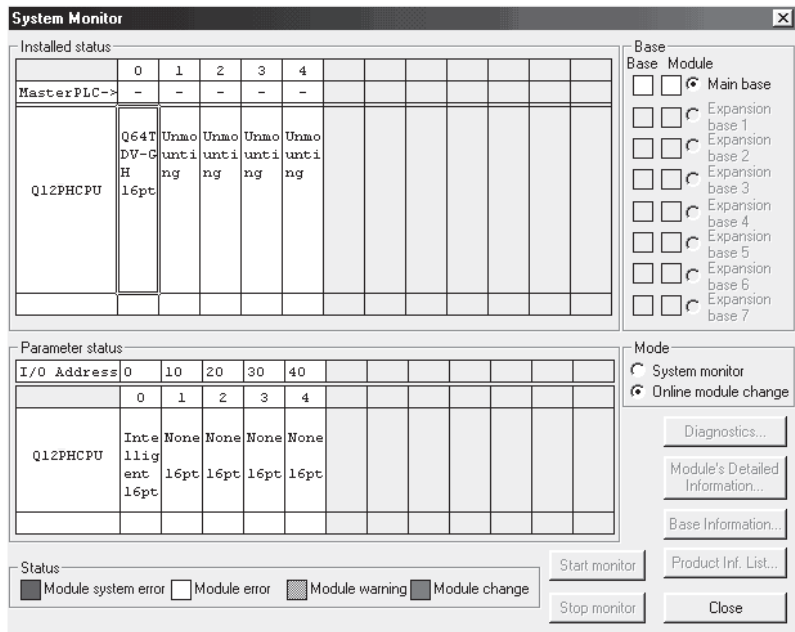 System Monitor
Installed status
0 1 2 3 4
MasterPLC-> - - - - -
Q12PHCPU
Q64T
DV-G
H
16pt
Unmo
unti
ng
Unmo
unti
ng
Unmo
unti
ng
Unmo
unti
ng
Base
Base Module
Main base
Expansion
base 1
Expansion
base 2
Expansion
base 3
Expansion
base 4
Expansion
base 5
Expansion
base 6
Expansion
base 7
Parameter status
I/O Address 0 10 20 30 40
0 1 2 3 4
Q12PHCPU
Inte
llig
ent
16pt
None
16pt
None
16pt
None
16pt
None
16pt
Mode
System monitor
Online module change
Diagnostics...
Module's Detailed
Information...
Base Information...
Product Inf. List...
Close
Status
Module system error Module error Module warning Module change
Start monitor
Stop monitor